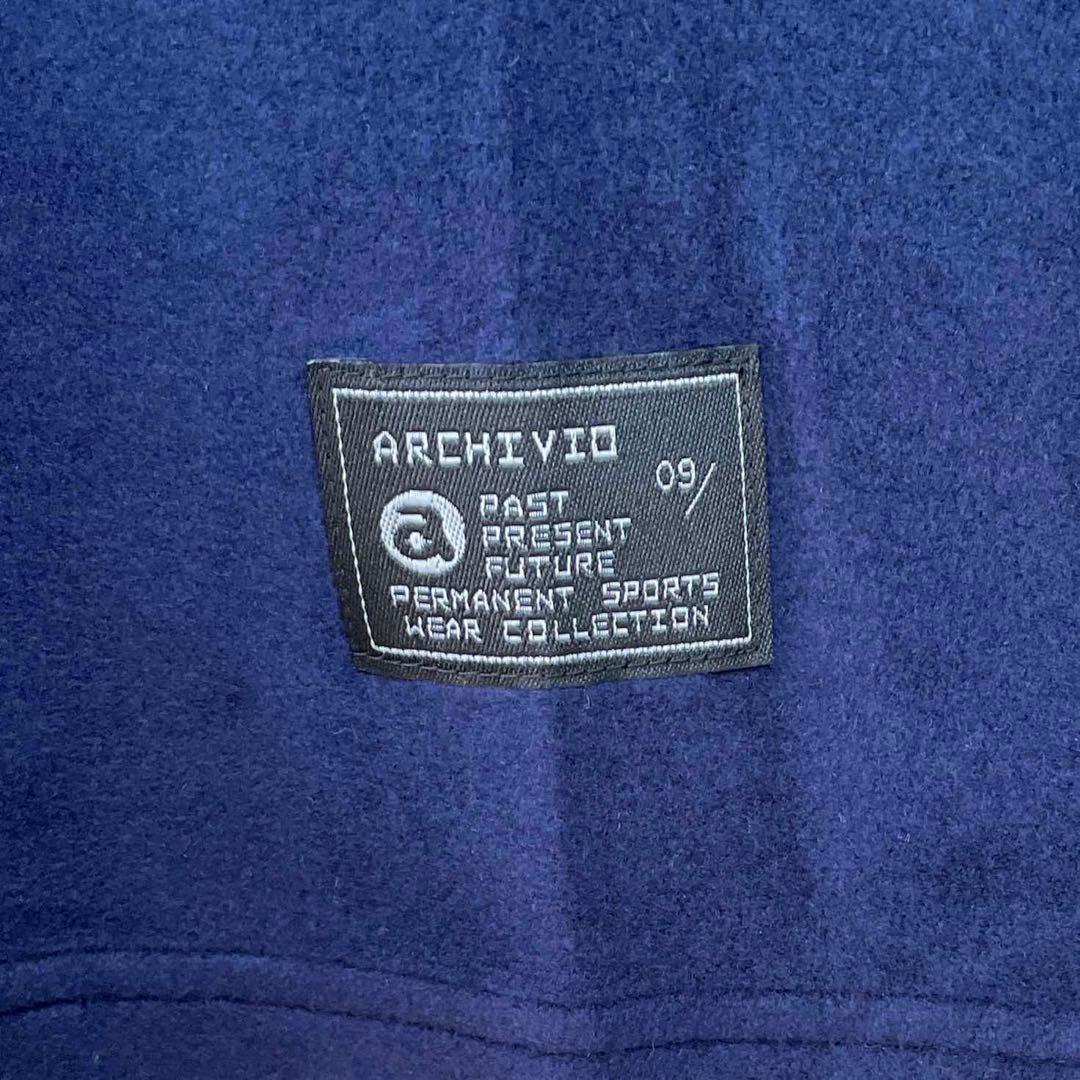 ARCHIVIO
09/
a PAST
PRESENT
FUTURE
PERMANENT SPORTS
WEAR COLLECTION